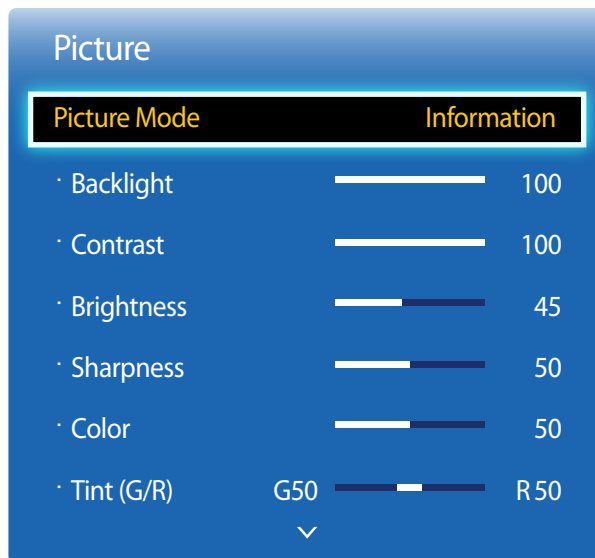 Picture
Picture Mode Information
· Backlight 100
· Contrast 100
· Brightness 45
· Sharpness 50
· Color 50
· Tint (G/R) G50 R50